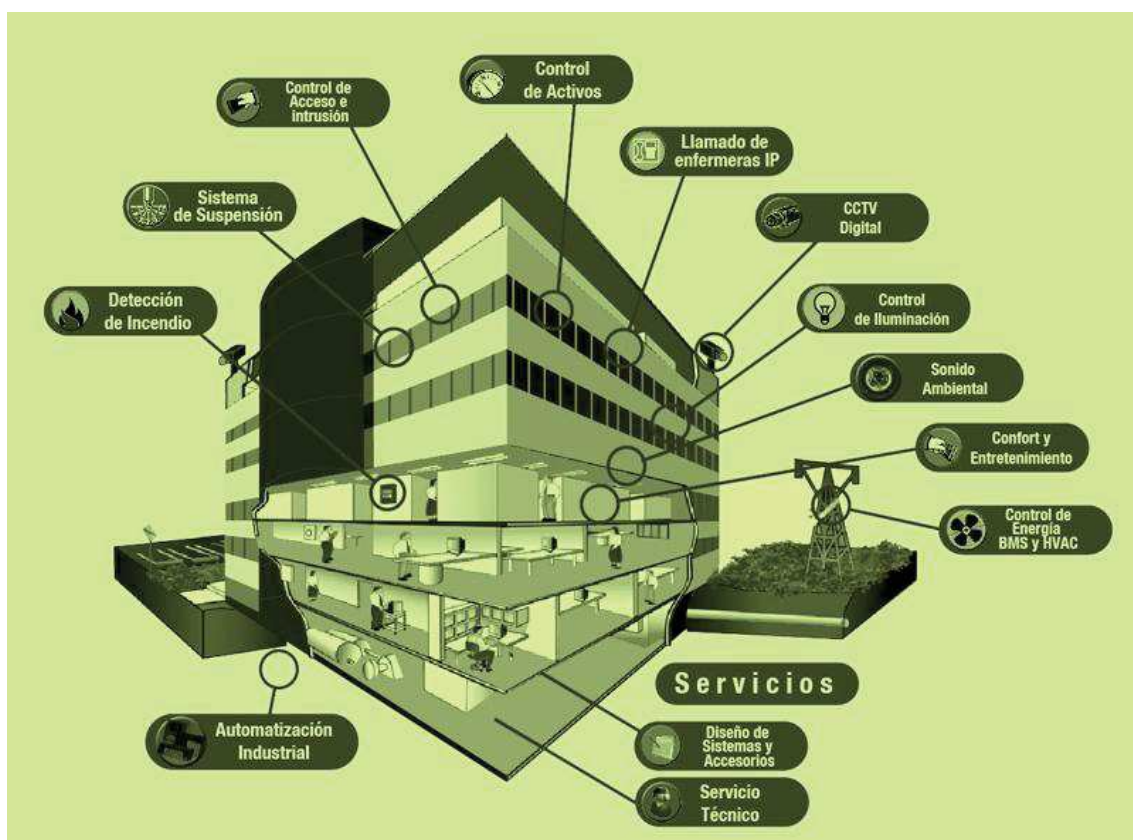 Control
de Activos
Control de
Acceso e
intrusión
Llamado de
enfermeras IP
Sistema
de Suspensión
CCTV
Digital
Detección
de Incendio
Control
de Iluminación
Sonido
Ambiental
Confort y
Entretenimiento
Control de
Energía
BMS y HVAC
Servicios
Automatización
Industrial
Diseño de
Sistemas y
Accesorios
Servicio
Técnico